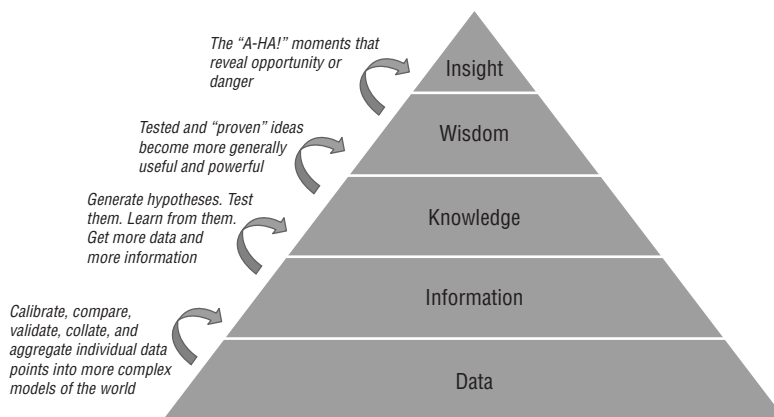 The “A-HA!” moments that
reveal opportunity or
danger
Insight
Tested and “proven” ideas
become more generally
useful and powerful
Wisdom
Generate hypotheses. Test
them. Learn from them.
Get more data and
more information
Knowledge
Calibrate, compare,
validate, collate, and
aggregate individual data
points into more complex
models of the world
Information
Data